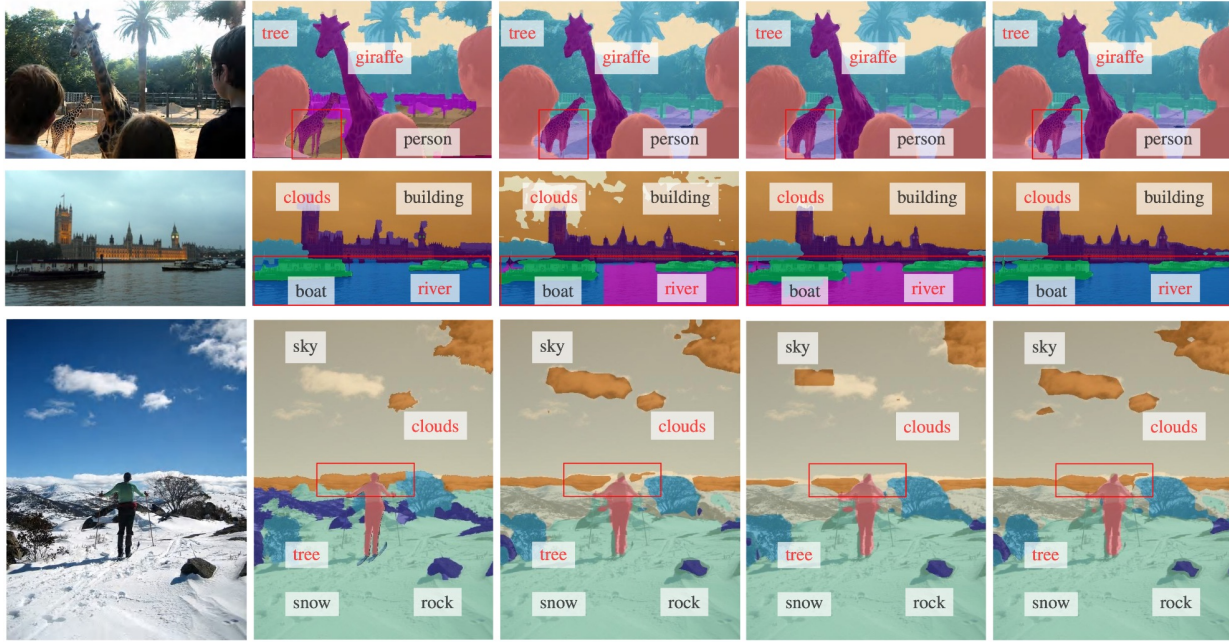 tree tree tree tree
giraffe giraffe giraffe giraffe
person person person person
clouds building clouds building clouds building clouds building
boat river boat river boat river boat river
sky sky sky sky
clouds clouds clouds clouds
tree tree tree tree
snow rock snow rock snow rock snow rock